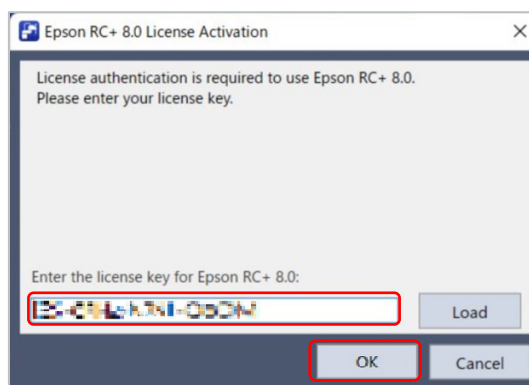 Epson RC+ 8.0 License Activation
License authentication is required to use Epson RC+ 8.0.
Please enter your license key.
Enter the license key for Epson RC+ 8.0:
Load
OK
Cancel